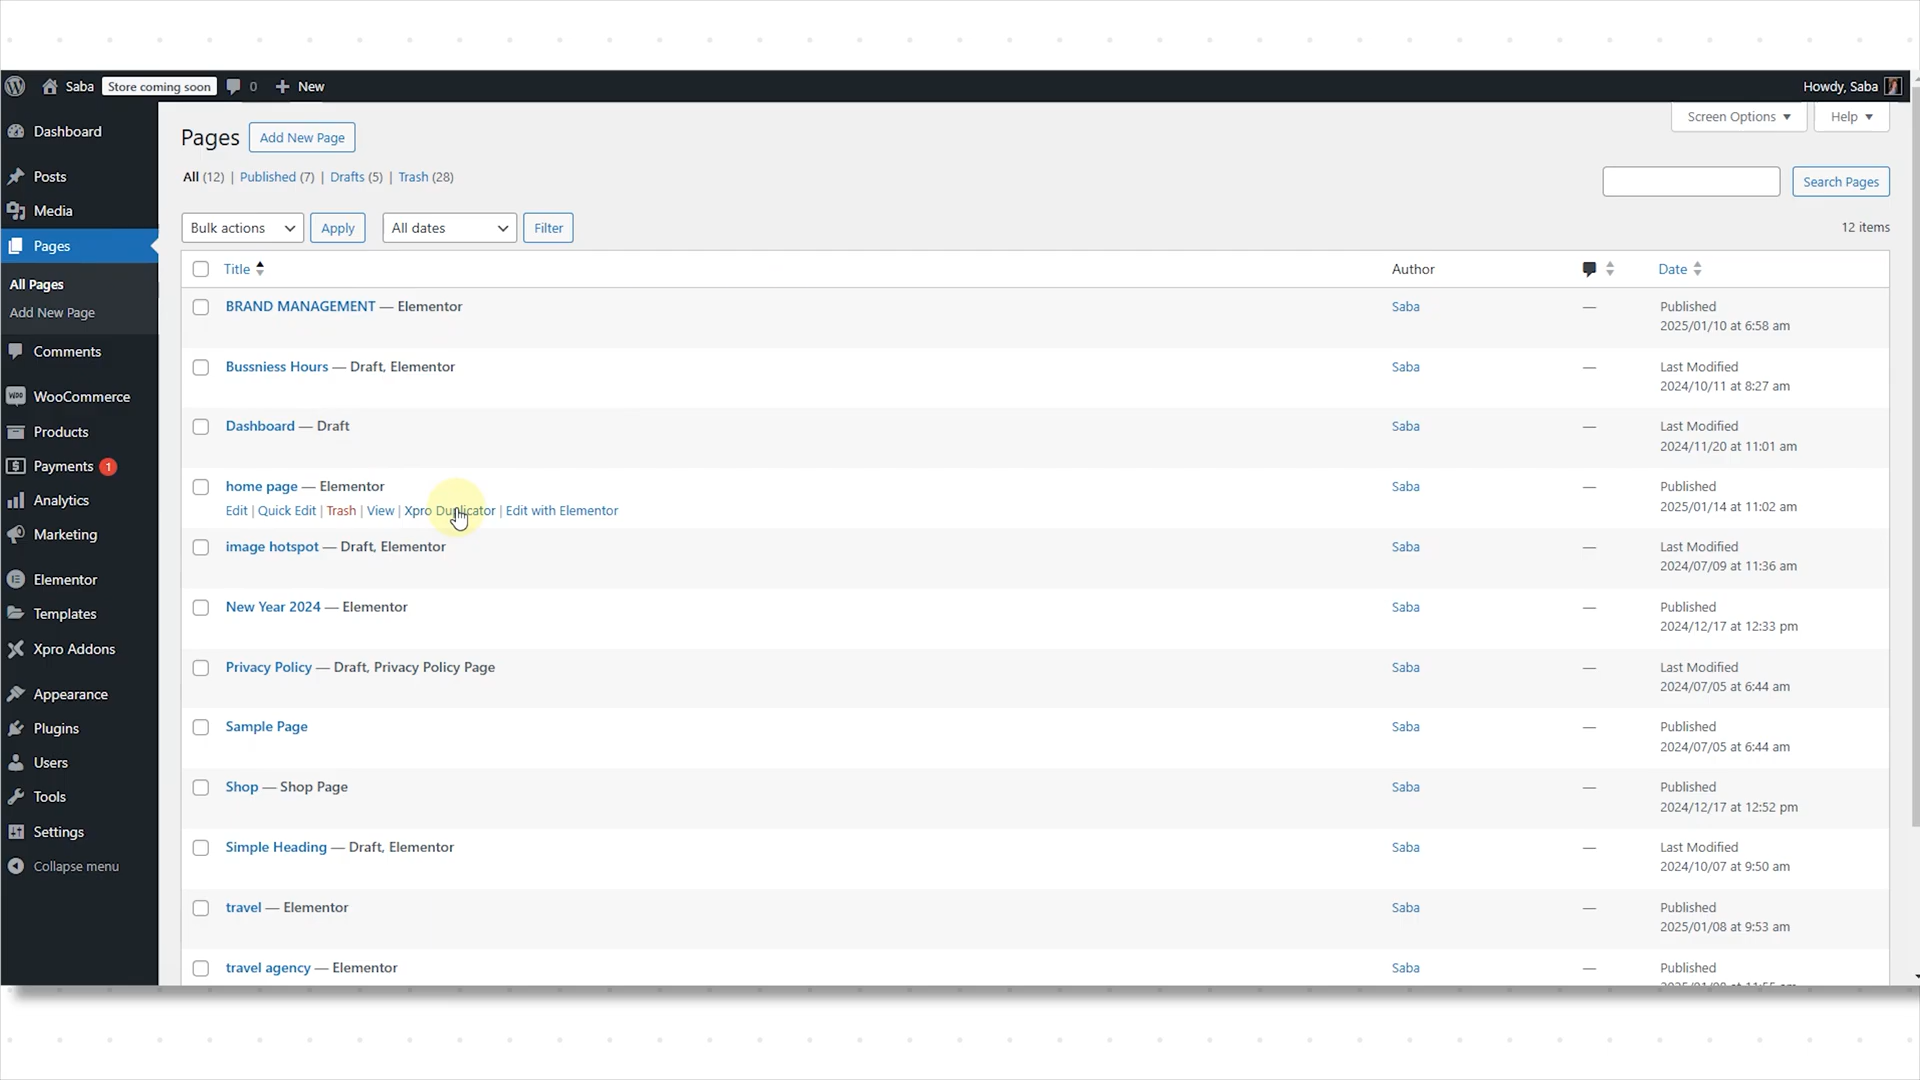 Saba Store coming soon 0 + New Howdy, Saba
Screen Options Help
Dashboard
Posts
Media
Pages
All Pages
Add New Page
Comments
WooCommerce
Products
Payments 1
Analytics
Marketing
Elementor
Templates
Xpro Addons
Appearance
Plugins
Users
Tools
Settings
Collapse menu
Pages Add New Page
All (12) | Published (7) | Drafts (5) | Trash (28)
Search Pages
Bulk actions Apply All dates Filter 12 items
Title Author Date
BRAND MANAGEMENT — Elementor Saba — Published
2025/01/10 at 6:58 am
Bussniess Hours — Draft, Elementor Saba — Last Modified
2024/10/11 at 8:27 am
Dashboard — Draft Saba — Last Modified
2024/11/20 at 11:01 am
home page — Elementor Saba — Published
Edit | Quick Edit | Trash | View | Xpro Duplicator | Edit with Elementor 2025/01/14 at 11:02 am
image hotspot — Draft, Elementor Saba — Last Modified
2024/07/09 at 11:36 am
New Year 2024 — Elementor Saba — Published
2024/12/17 at 12:33 pm
Privacy Policy — Draft, Privacy Policy Page Saba — Last Modified
2024/07/05 at 6:44 am
Sample Page Saba — Published
2024/07/05 at 6:44 am
Shop — Shop Page Saba — Published
2024/12/17 at 12:52 pm
Simple Heading — Draft, Elementor Saba — Last Modified
2024/10/07 at 9:50 am
travel — Elementor Saba — Published
2025/01/08 at 9:53 am
travel agency — Elementor Saba — Published